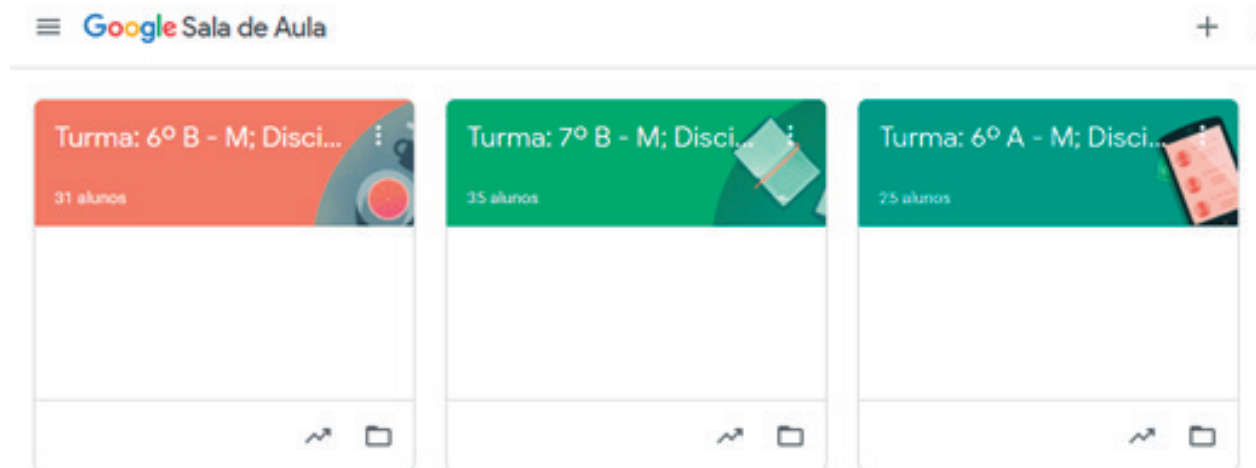 Google Sala de Aula
Turma: 6º B - M; Disci...
31 alunos
Turma: 7º B - M; Disci...
35 alunos
Turma: 6º A - M; Disci...
25 alunos